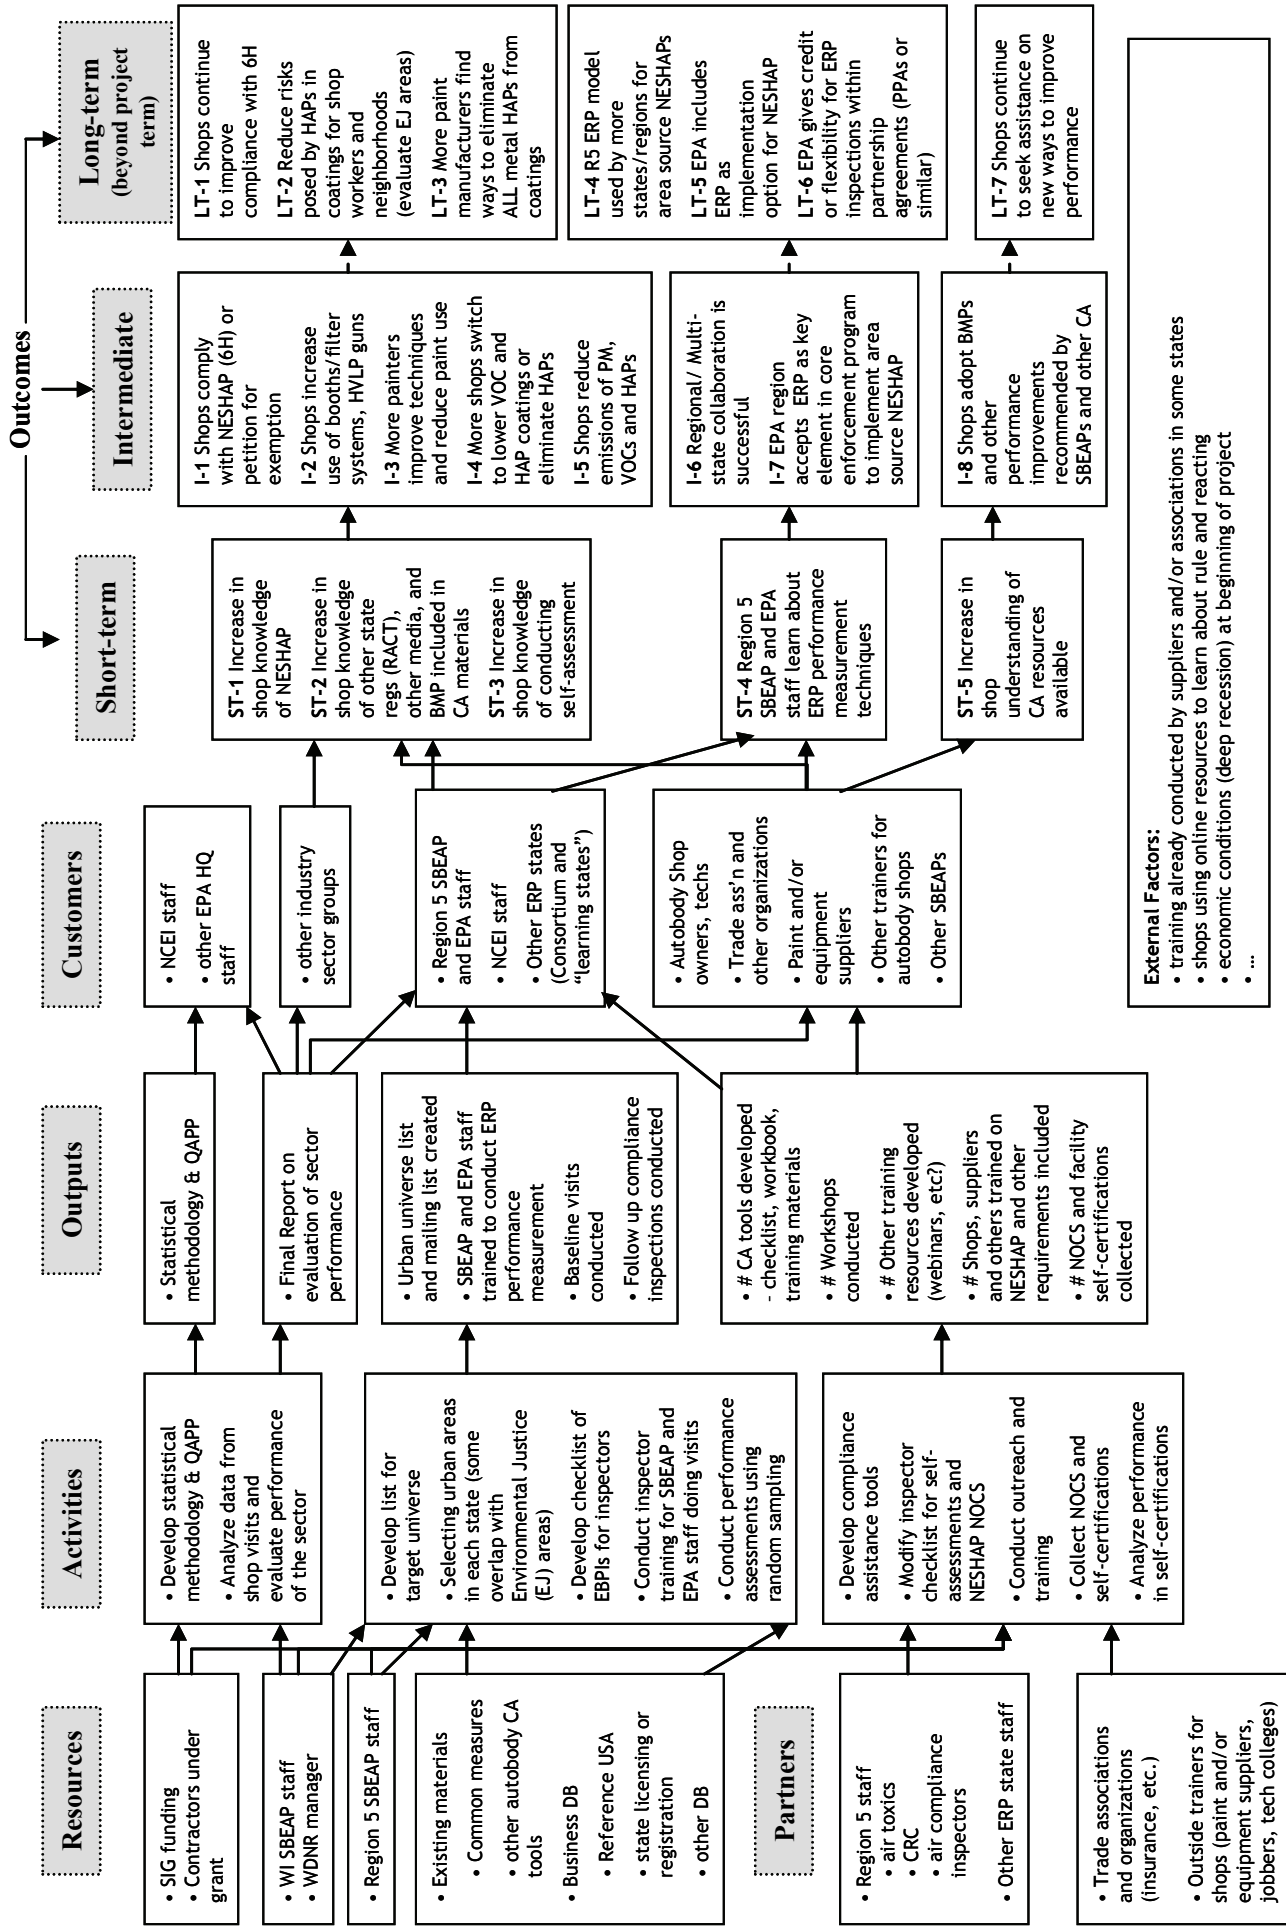 Resources
• SIG funding
• Contractors under
grant
• WI SBEAP staff
• WDNR manager
• Region 5 SBEAP staff
• Existing materials
• Common measures
• other autobody CA
tools
• Business DB
• Reference USA
• state licensing or
registration
• other DB
Partners
• Region 5 staff
• air toxics
• CRC
• air compliance
inspectors
• Other ERP state staff
• Trade associations
and organizations
(insurance, etc.)
• Outside trainers for
shops (paint and/or
equipment suppliers,
jobbers, tech colleges)
Activities
• Develop statistical
methodology & QAPP
• Analyze data from
shop visits and
evaluate performance
of the sector
• Develop list for
target universe
• Selecting urban areas
in each state (some
overlap with
Environmental Justice
(EJ) areas)
• Develop checklist of
EBPIs for inspectors
• Conduct inspector
training for SBEAP and
EPA staff doing visits
• Conduct performance
assessments using
random sampling
• Develop compliance
assistance tools
• Modify inspector
checklist for self-
assessments and
NESHAP NOCS
• Conduct outreach and
training
• Collect NOCS and
self-certifications
• Analyze performance
in self-certifications
Outputs
• Statistical
methodology & QAPP
• Final Report on
evaluation of sector
performance
• Urban universe list
and mailing list created
• SBEAP and EPA staff
trained to conduct ERP
performance
measurement
• Baseline visits
conducted
• Follow up compliance
inspections conducted
• # CA tools developed
- checklist, workbook,
training materials
• # Workshops
conducted
• # Other training
resources developed
(webinars, etc?)
• # Shops, suppliers
and others trained on
NESHAP and other
requirements included
• # NOCS and facility
self-certifications
collected
Customers
• NCEI staff
• other EPA HQ
staff
• other industry
sector groups
• Region 5 SBEAP
and EPA staff
• NCEI staff
• Other ERP states
(Consortium and
“learning states”)
• Autobody Shop
owners, techs
• Trade ass'n and
other organizations
• Paint and/or
equipment
suppliers
• Other trainers for
autobody shops
• Other SBEAPs
Outcomes
Short-term
ST-1 Increase in
shop knowledge
of NESHAP
ST-2 Increase in
shop knowledge
of other state
regs (RACT),
other media, and
BMP included in
CA materials
ST-3 Increase in
shop knowledge
of conducting
self-assessment
ST-4 Region 5
SBEAP and EPA
staff learn about
ERP performance
measurement
techniques
ST-5 Increase in
shop
understanding of
CA resources
available
Intermediate
I-1 Shops comply
with NESHAP (6H) or
petition for
exemption
I-2 Shops increase
use of booths/filter
systems, HVLP guns
I-3 More painters
improve techniques
and reduce paint use
I-4 More shops switch
to lower VOC and
HAP coatings or
eliminate HAPs
I-5 Shops reduce
emissions of PM,
VOCs and HAPs
I-6 Regional/ Multi-
state collaboration is
successful
I-7 EPA region
accepts ERP as key
element in core
enforcement program
to implement area
source NESHAP
I-8 Shops adopt BMPs
and other
performance
improvements
recommended by
SBEAPs and other CA
Long-term
(beyond project
term)
LT-1 Shops continue
to improve
compliance with 6H
LT-2 Reduce risks
posed by HAPs in
coatings for shop
workers and
neighborhoods
(evaluate EJ areas)
LT-3 More paint
manufacturers find
ways to eliminate
ALL metal HAPs from
coatings
LT-4 R5 ERP model
used by more
states/regions for
area source NESHAPs
LT-5 EPA includes
ERP as
implementation
option for NESHAP
LT-6 EPA gives credit
or flexibility for ERP
inspections within
partnership
agreements (PPAs or
similar)
LT-7 Shops continue
to seek assistance on
new ways to improve
performance
External Factors:
• training already conducted by suppliers and/or associations in some states
• shops using online resources to learn about rule and reacting
• economic conditions (deep recession) at beginning of project
• ...